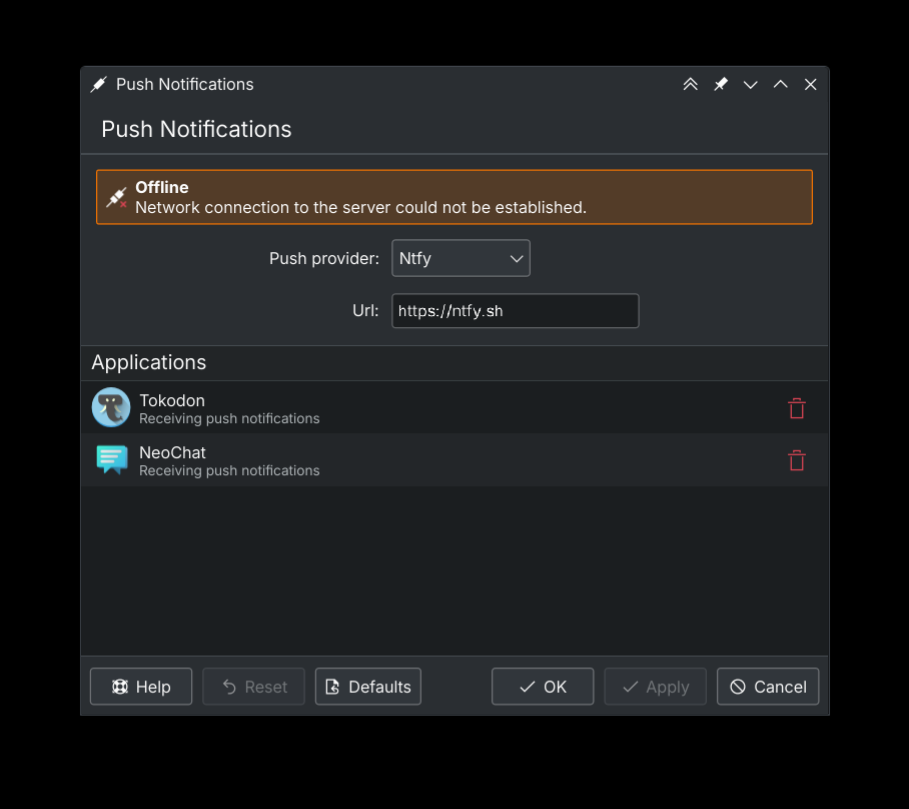 Push Notifications
Push Notifications
Offline
Network connection to the server could not be established.
Push provider: Ntfy
Url: https://ntfy.sh
Applications
Tokodon
Receiving push notifications
NeoChat
Receiving push notifications
Help Reset Defaults OK Apply Cancel